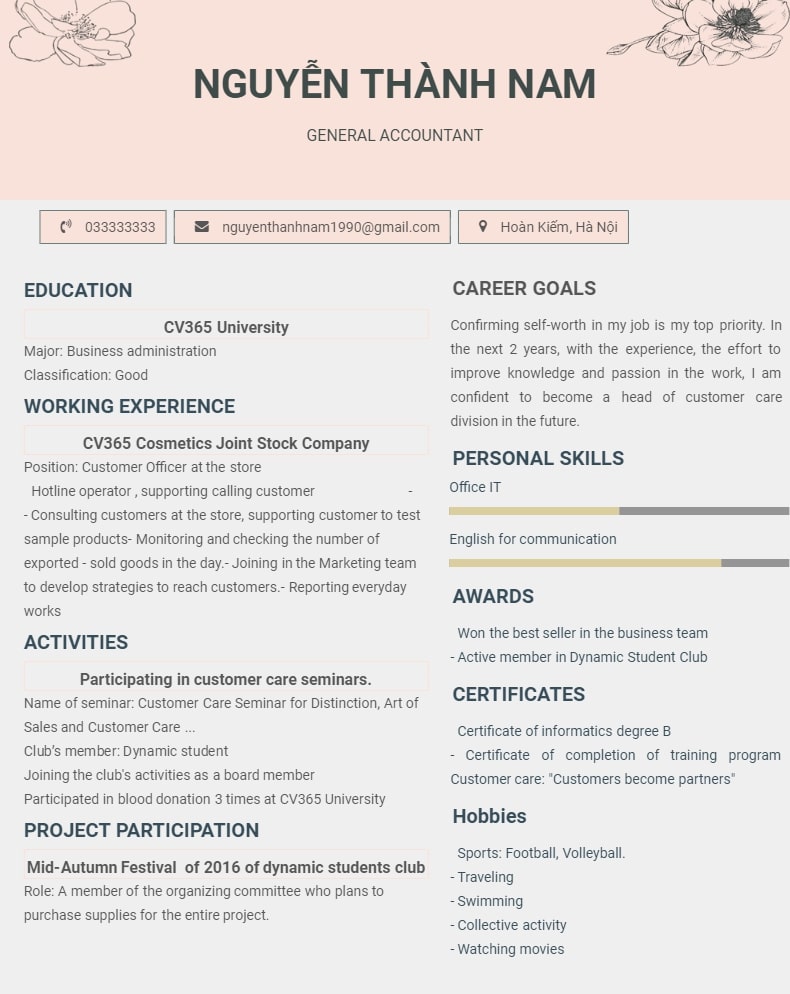 NGUYỄN THÀNH NAM
GENERAL ACCOUNTANT
033333333
nguyenthanhnam1990@gmail.com
Hoàn Kiếm, Hà Nội
EDUCATION
CV365 University
Major: Business administration
Classification: Good
WORKING EXPERIENCE
CV365 Cosmetics Joint Stock Company
Position: Customer Officer at the store
Hotline operator , supporting calling customer -
- Consulting customers at the store, supporting customer to test
sample products- Monitoring and checking the number of
exported - sold goods in the day.- Joining in the Marketing team
to develop strategies to reach customers.- Reporting everyday
works
ACTIVITIES
Participating in customer care seminars.
Name of seminar: Customer Care Seminar for Distinction, Art of
Sales and Customer Care ...
Club’s member: Dynamic student
Joining the club's activities as a board member
Participated in blood donation 3 times at CV365 University
PROJECT PARTICIPATION
Mid-Autumn Festival of 2016 of dynamic students club
Role: A member of the organizing committee who plans to
purchase supplies for the entire project.
CAREER GOALS
Confirming self-worth in my job is my top priority. In
the next 2 years, with the experience, the effort to
improve knowledge and passion in the work, I am
confident to become a head of customer care
division in the future.
PERSONAL SKILLS
Office IT
English for communication
AWARDS
Won the best seller in the business team
- Active member in Dynamic Student Club
CERTIFICATES
Certificate of informatics degree B
- Certificate of completion of training program
Customer care: "Customers become partners"
Hobbies
Sports: Football, Volleyball.
- Traveling
- Swimming
- Collective activity
- Watching movies